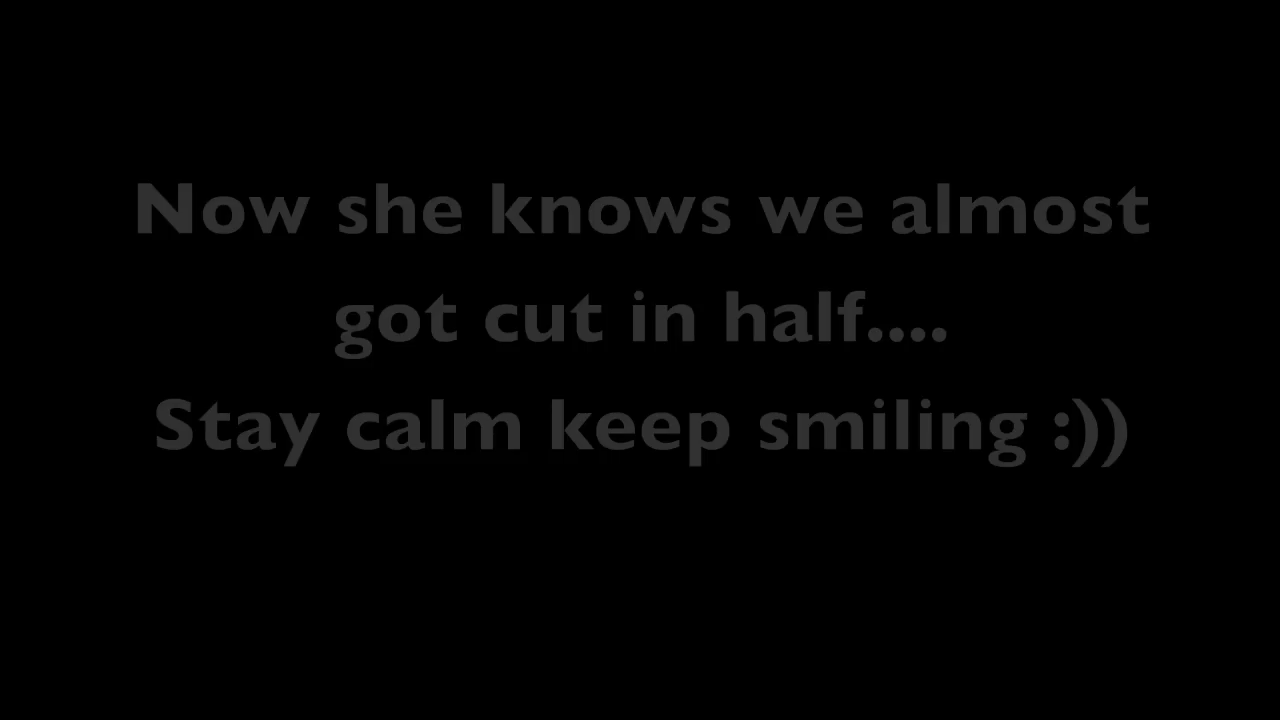 Now she knows we almost
got cut in half....
Stay calm keep smiling :))